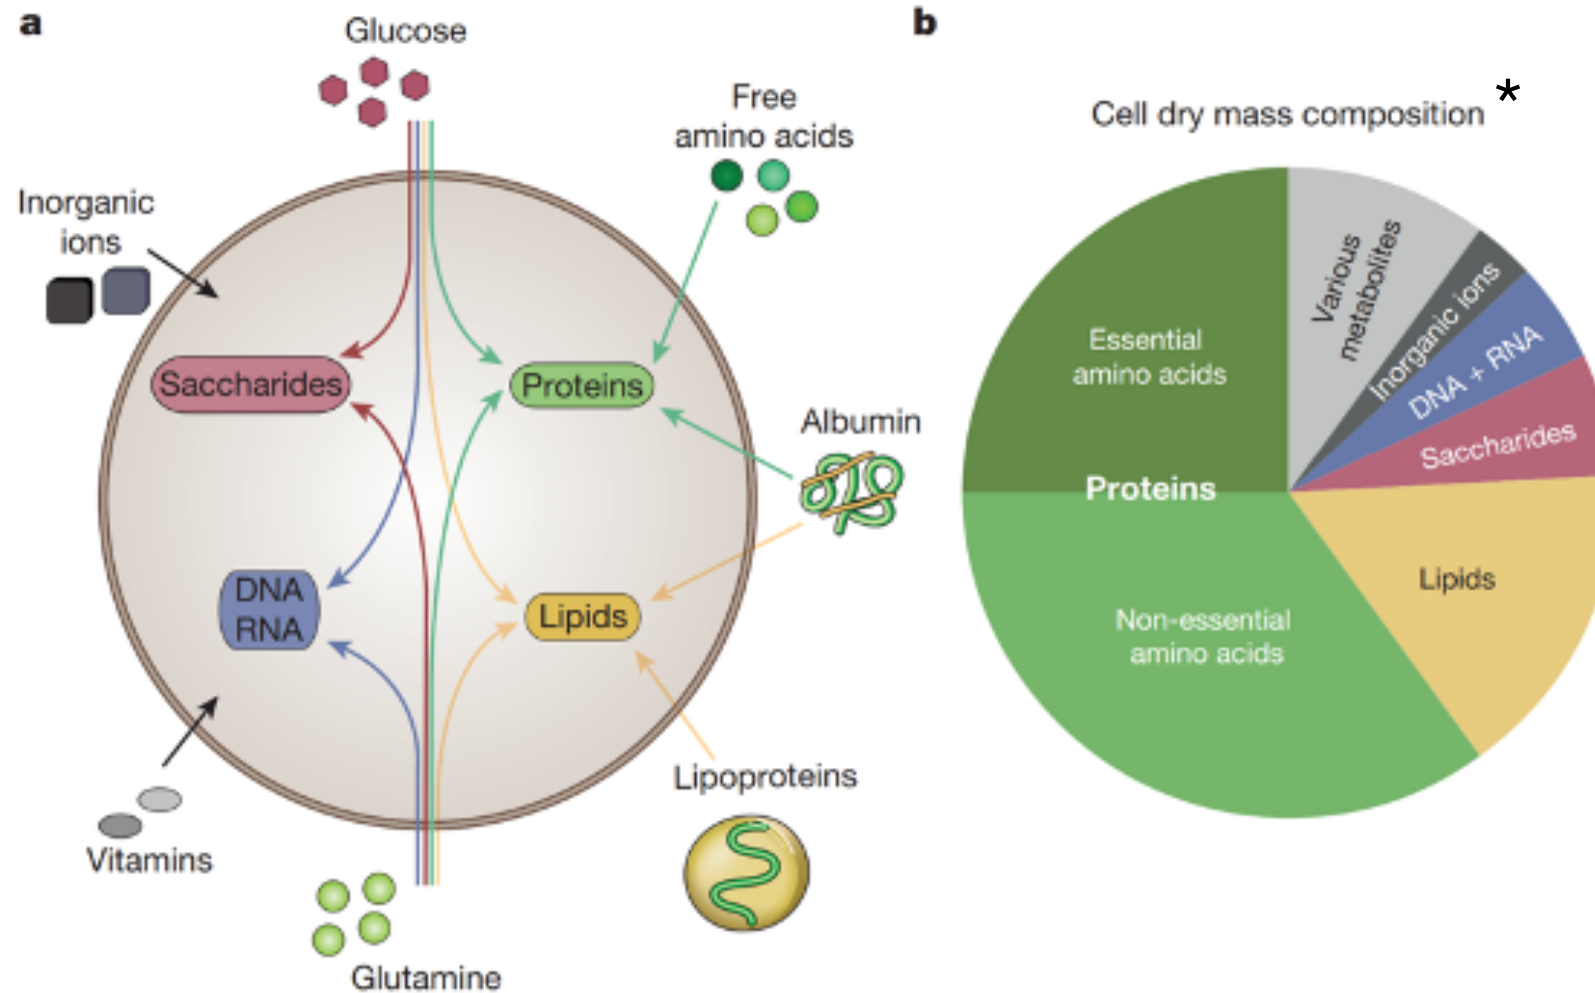 a
Glucose
Free
amino acids
Inorganic
ions
Saccharides
Proteins
Albumin
DNA
RNA
Lipids
Lipoproteins
Vitamins
Glutamine
b
Cell dry mass composition *
Various
metabolites
Inorganic ions
DNA + RNA
Saccharides
Essential
amino acids
Proteins
Lipids
Non-essential
amino acids